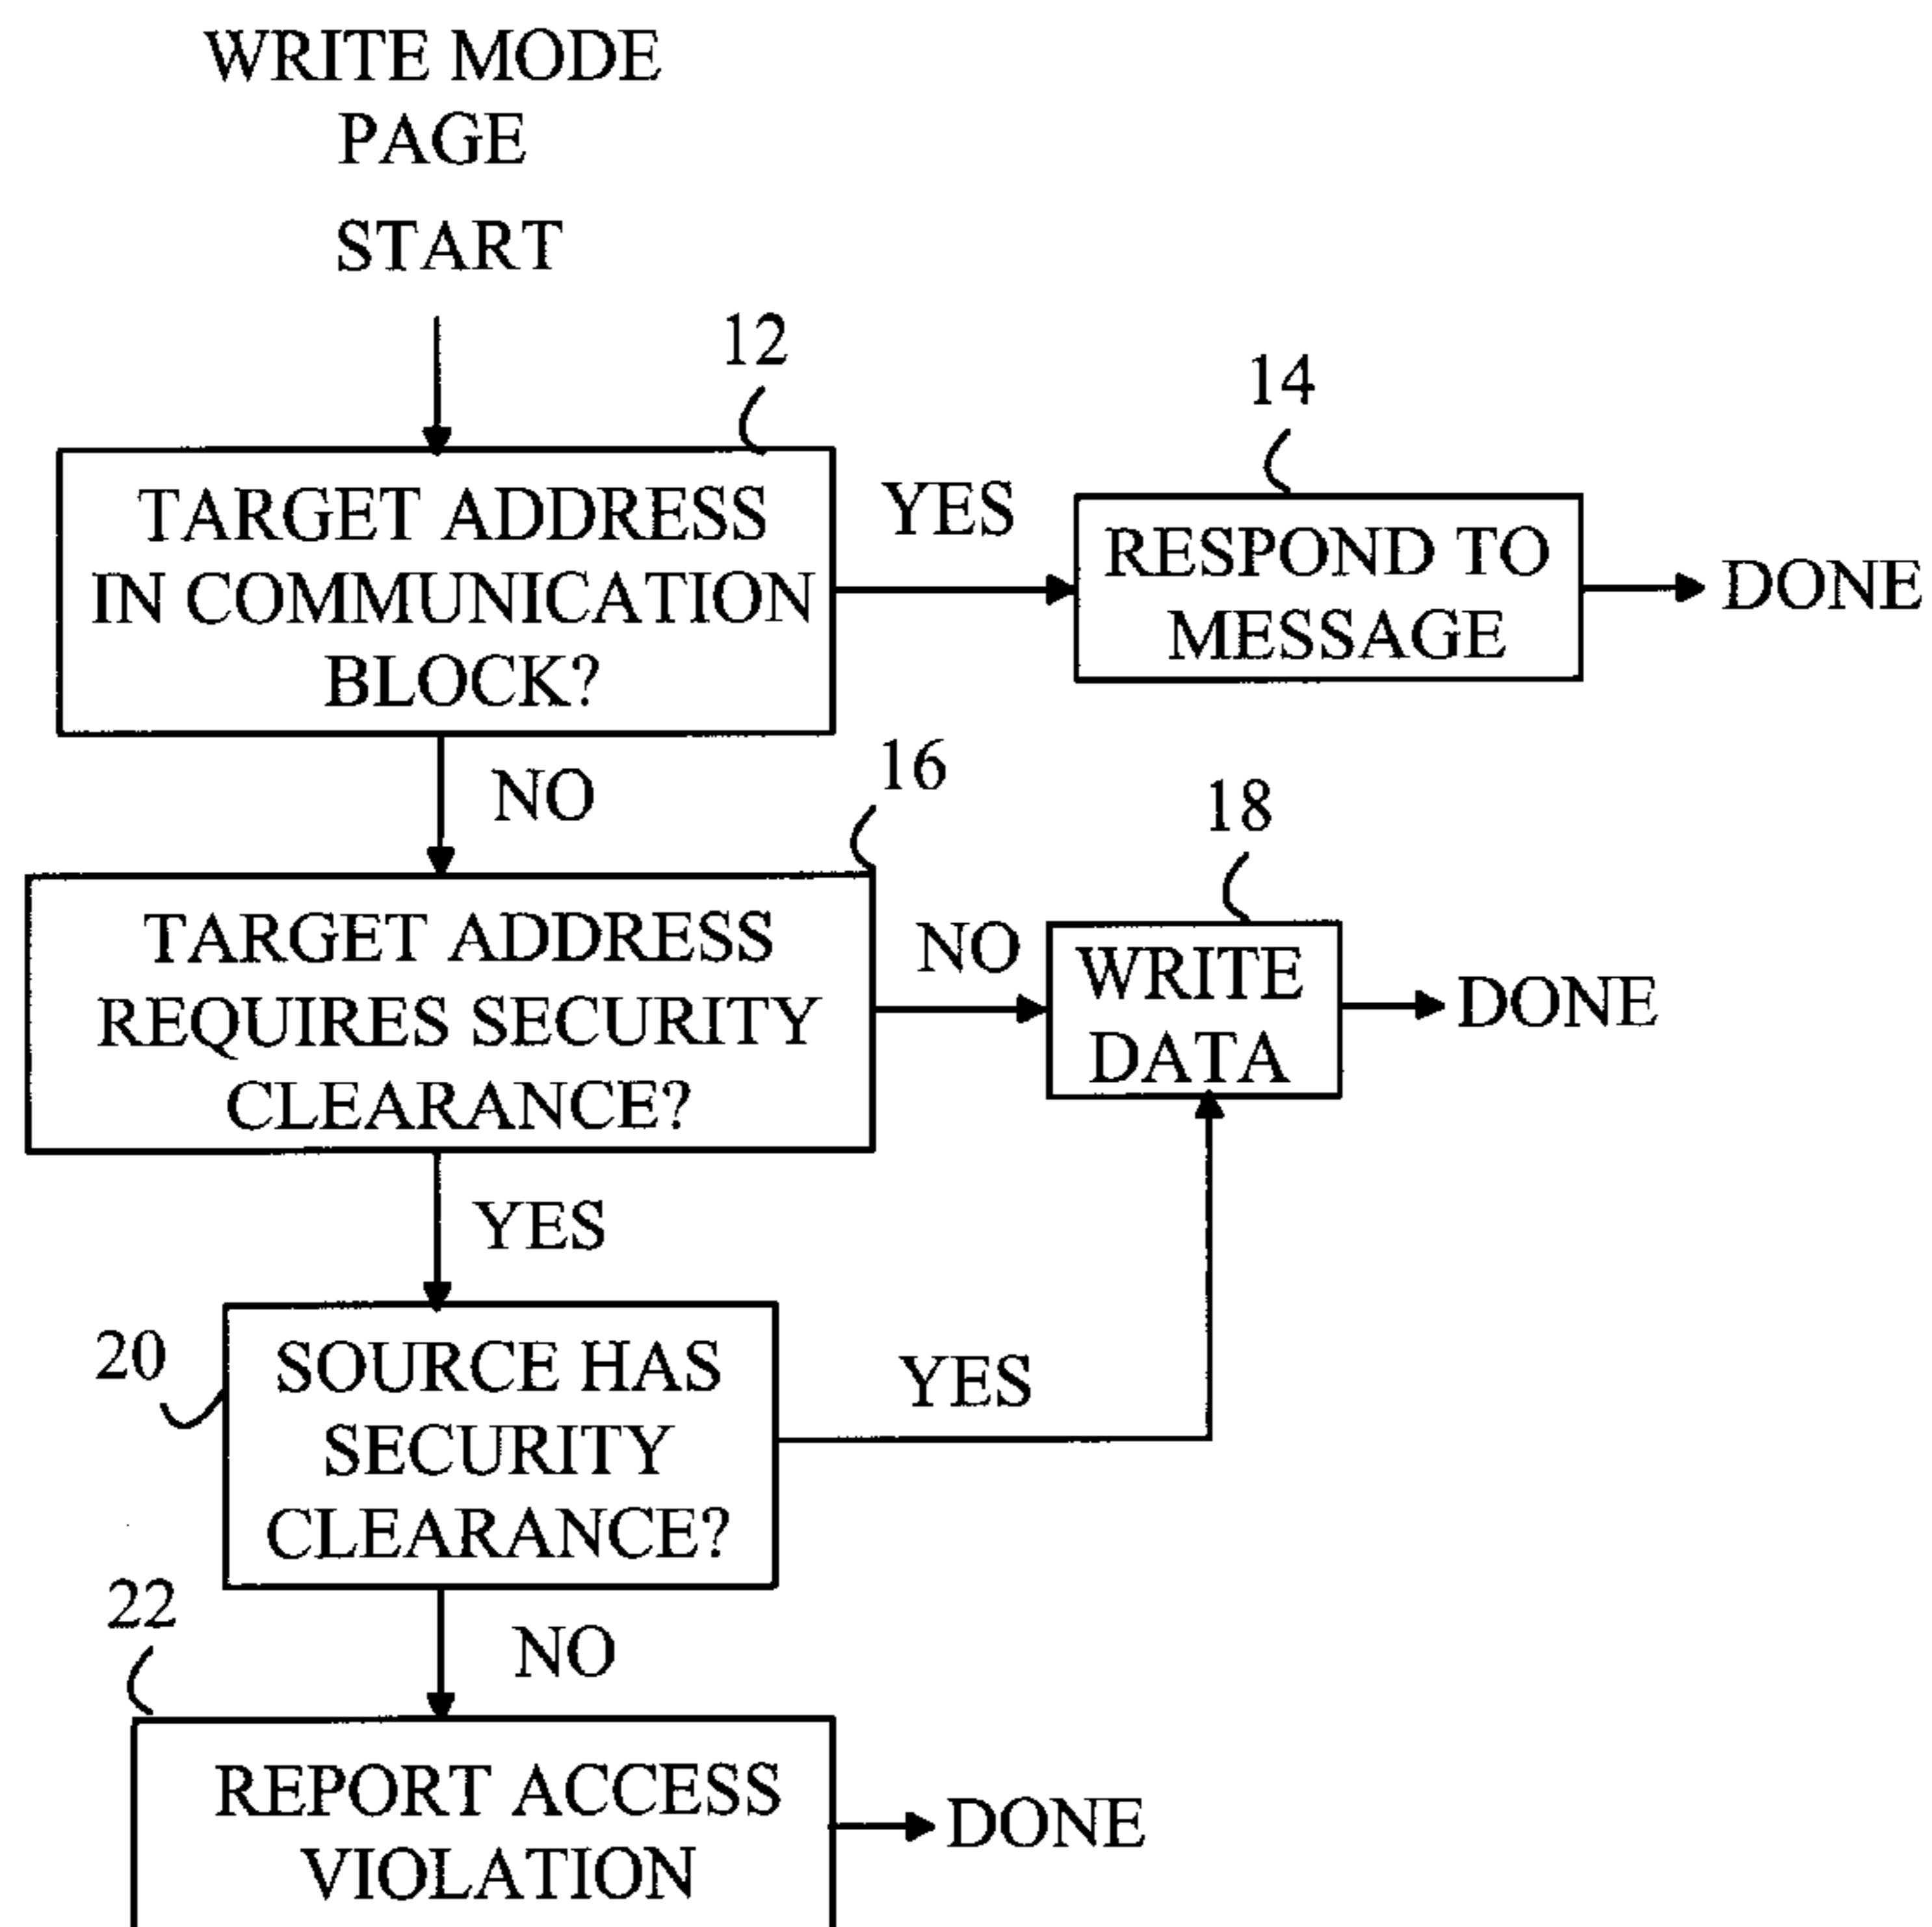 WRITE MODE
PAGE
START
12
TARGET ADDRESS
IN COMMUNICATION
BLOCK?
YES
14
RESPOND TO
MESSAGE
DONE
NO
16
TARGET ADDRESS
REQUIRES SECURITY
CLEARANCE?
NO
18
WRITE
DATA
DONE
YES
20
SOURCE HAS
SECURITY
CLEARANCE?
YES
NO
22
REPORT ACCESS
VIOLATION
DONE